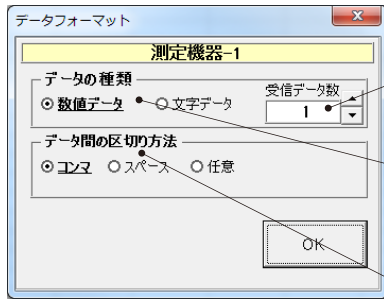 データフォーマット
測定機器-1
データの種類
数値データ 文字データ
受信データ数
1
データ間の区切り方法
コンマ スペース 任意
OK